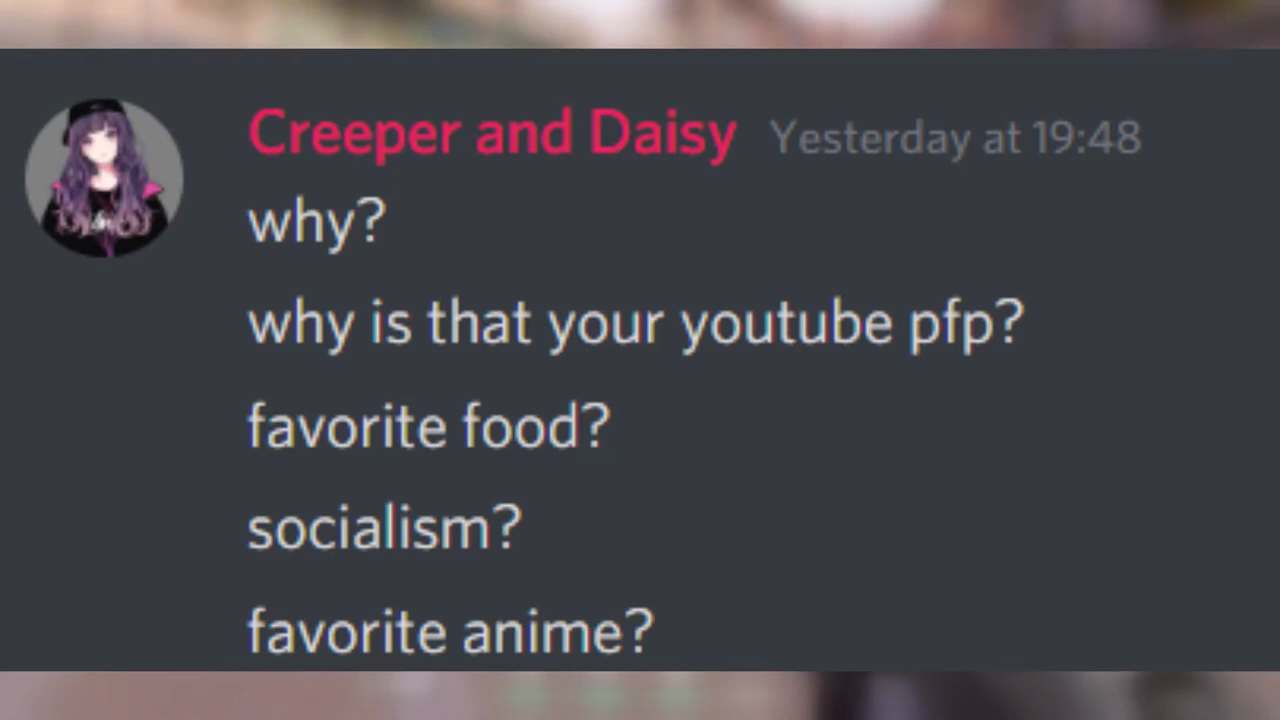 Creeper and Daisy Yesterday at 19:48
why?
why is that your youtube pfp?
favorite food?
socialism?
favorite anime?